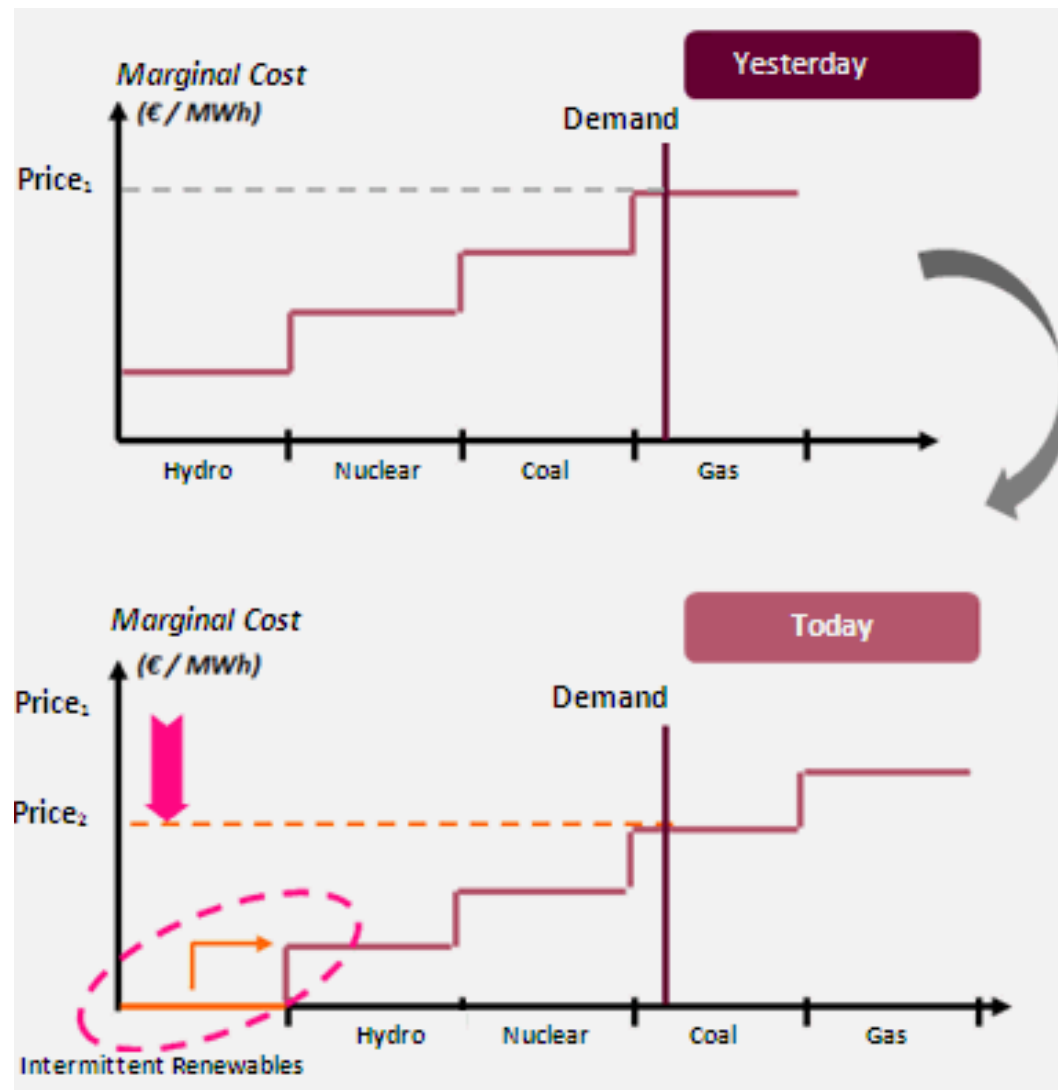 Yesterday
Marginal Cost
(€ / MWh)
Demand
Price₁
Hydro Nuclear Coal Gas
Today
Marginal Cost
(€ / MWh)
Price₁
Demand
Price₂
Hydro Nuclear Coal Gas
Intermittent Renewables